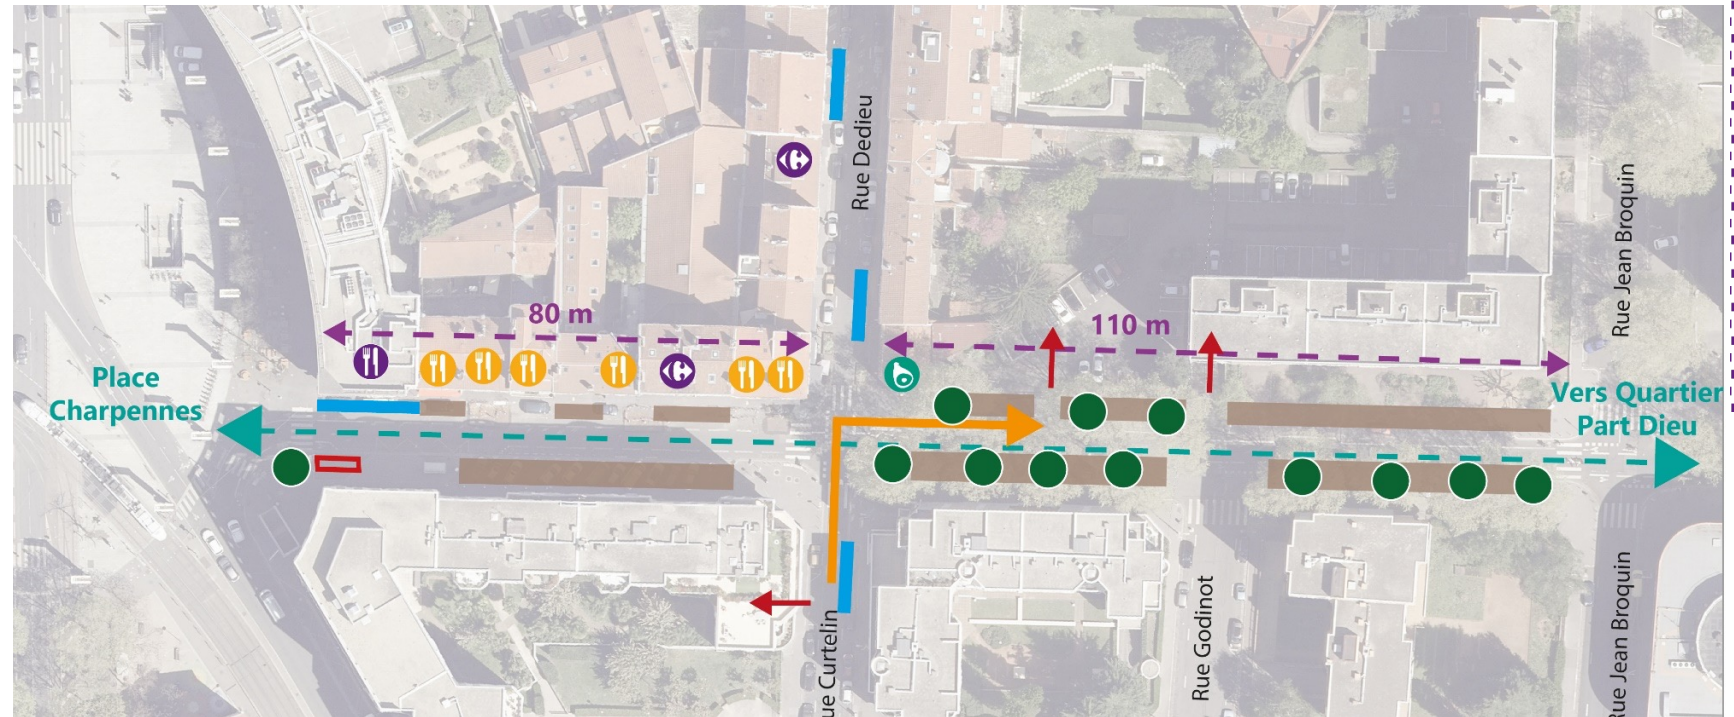 Rue Dedieu
Rue Jean Broquin
80 m
110 m
Place
Charpennes
Vers Quartier
Part Dieu
ue Curtelin
Rue Godinot
Rue Jean Broquin